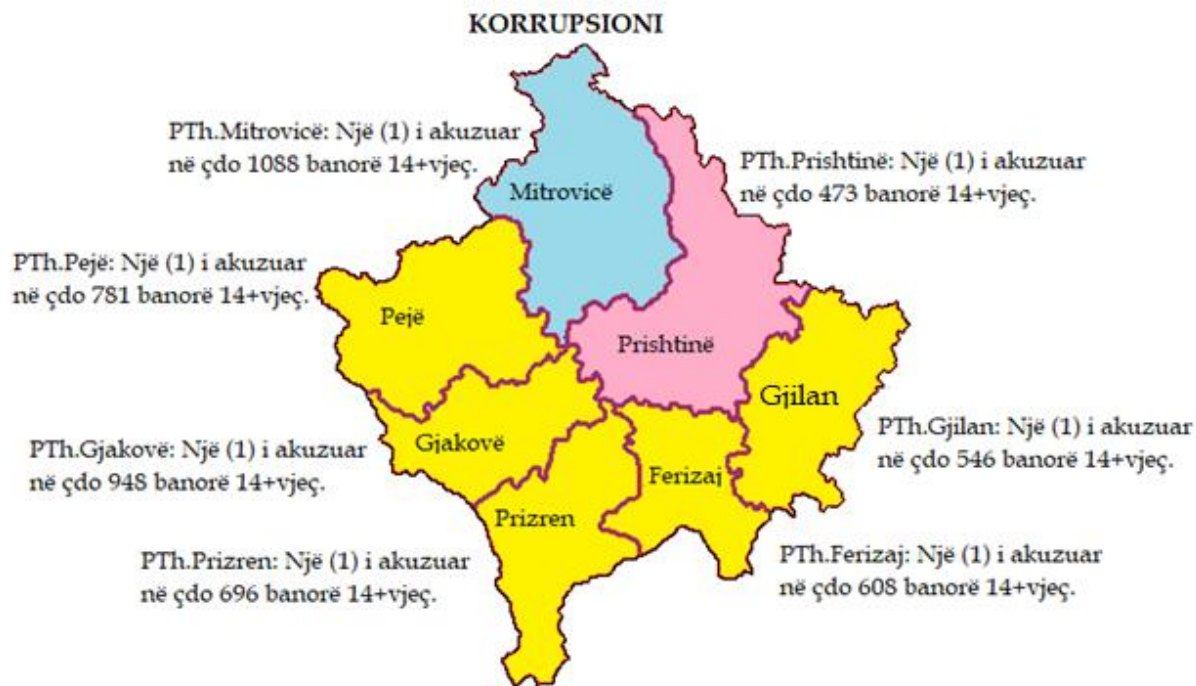 KORRUPSIONI
PTh.Mitrovicë: Një (1) i akuzuar
në çdo 1088 banorë 14+vjeç.
PTh.Prishtinë: Një (1) i akuzuar
në çdo 473 banorë 14+vjeç.
Mitrovicë
PTh.Pejë: Një (1) i akuzuar
në çdo 781 banorë 14+vjeç.
Pejë
Prishtinë
Gjilan
PTh.Gjakovë: Një (1) i akuzuar
në çdo 948 banorë 14+vjeç.
Gjakovë
PTh.Gjilan: Një (1) i akuzuar
në çdo 546 banorë 14+vjeç.
Ferizaj
Prizren
PTh.Prizren: Një (1) i akuzuar
në çdo 696 banorë 14+vjeç.
PTh.Ferizaj: Një (1) i akuzuar
në çdo 608 banorë 14+vjeç.